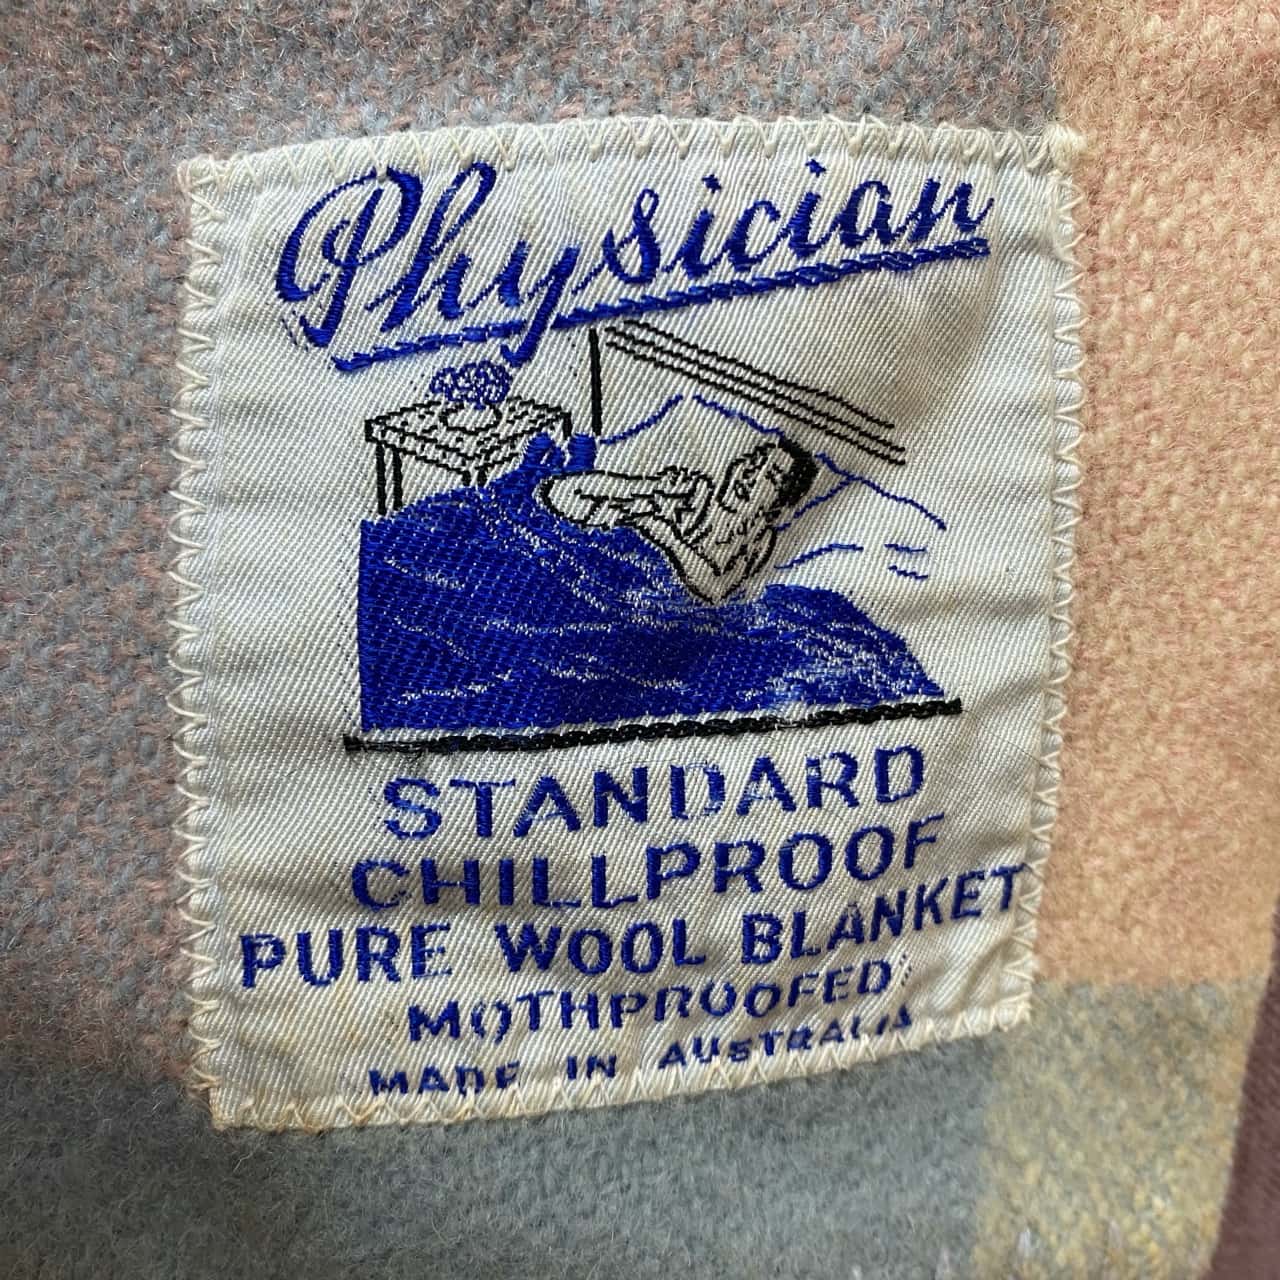 Physician
STANDARD
CHILLPROOF
PURE WOOL BLANKET
MOTHPROOFED
MADE IN AUSTRALIA